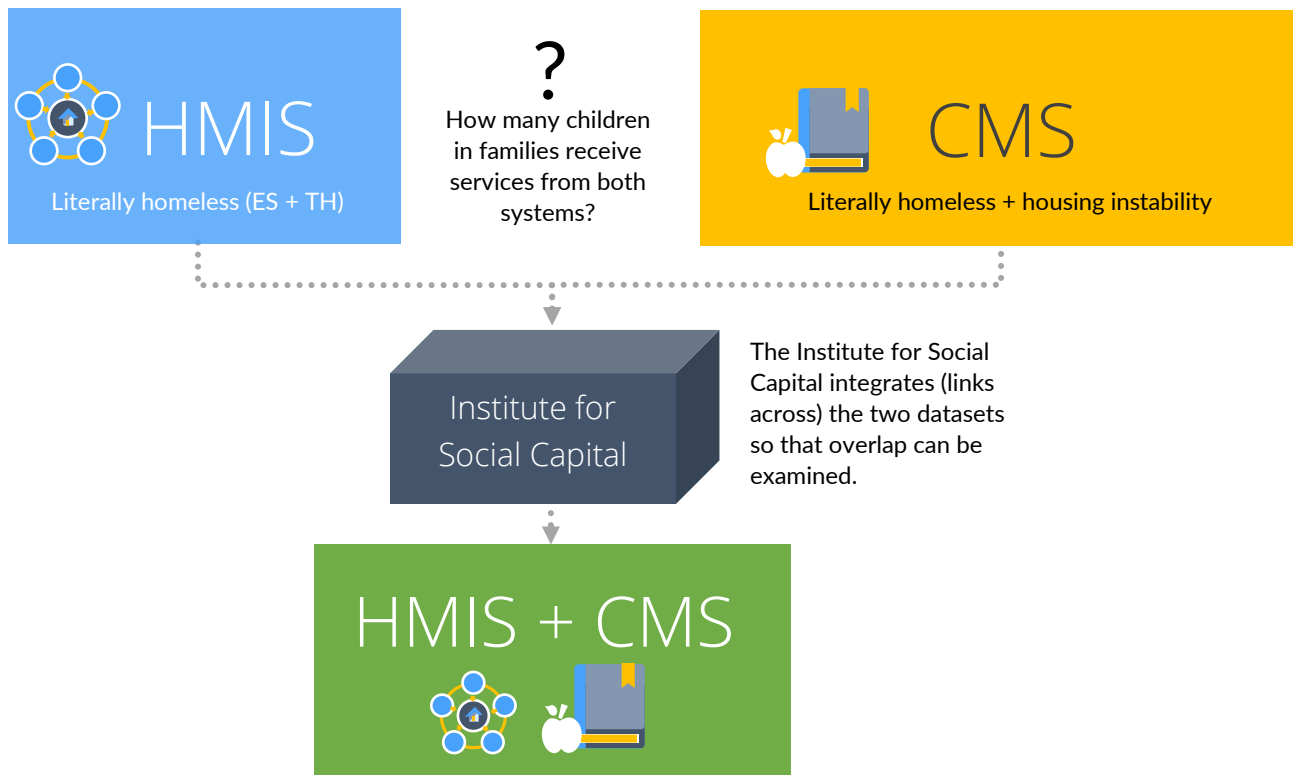 HMIS
Literally homeless (ES + TH)
?
How many children
in families receive
services from both
systems?
CMS
Literally homeless + housing instability
Institute for
Social Capital
The Institute for Social
Capital integrates (links
across) the two datasets
so that overlap can be
examined.
HMIS + CMS